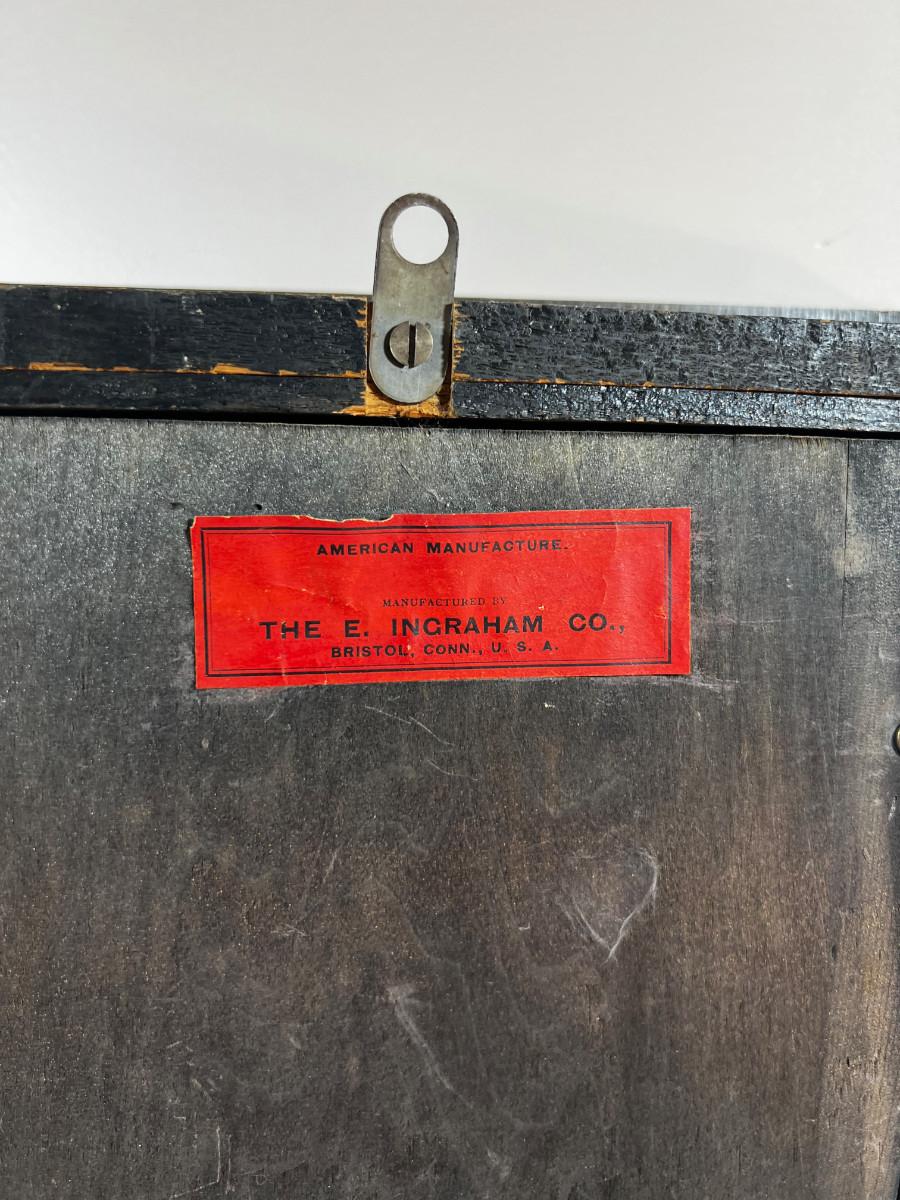 AMERICAN MANUFACTURE.
MANUFACTURED BY
THE E. INGRAHAM CO.,
BRISTOL, CONN., U. S. A.